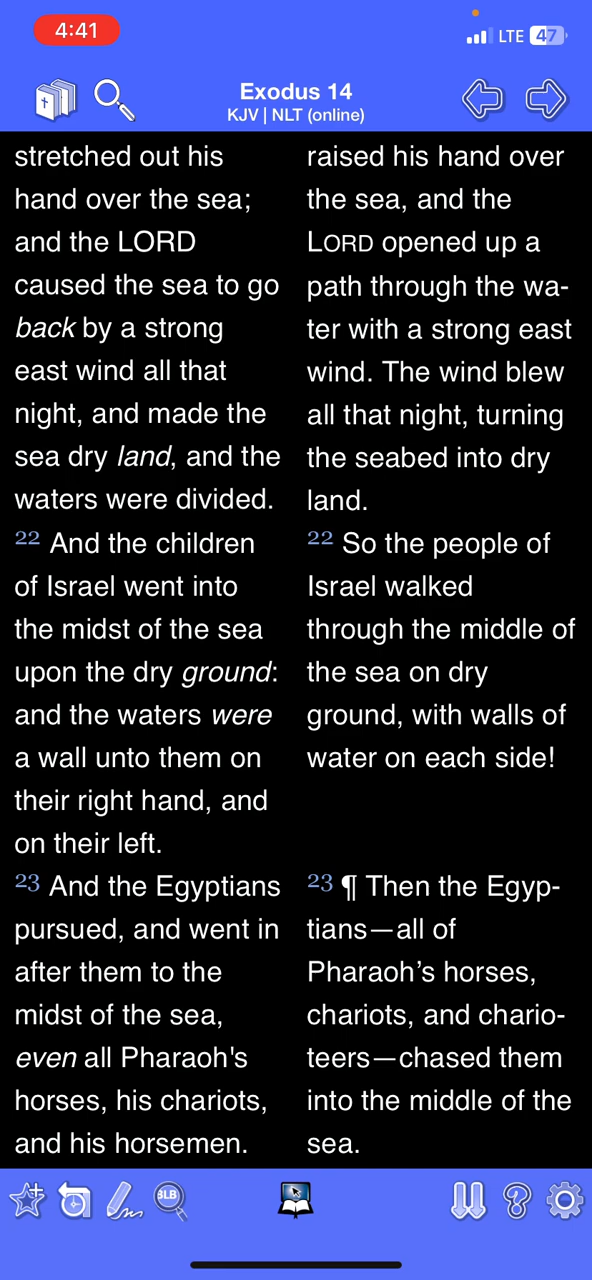 4:41
LTE 47
Exodus 14
KJV | NLT (online)
stretched out his
hand over the sea;
and the LORD
caused the sea to go
back by a strong
east wind all that
night, and made the
sea dry land, and the
waters were divided.
22 And the children
of Israel went into
the midst of the sea
upon the dry ground:
and the waters were
a wall unto them on
their right hand, and
on their left.
23 And the Egyptians
pursued, and went in
after them to the
midst of the sea,
even all Pharaoh's
horses, his chariots,
and his horsemen.
raised his hand over
the sea, and the
LORD opened up a
path through the wa-
ter with a strong east
wind. The wind blew
all that night, turning
the seabed into dry
land.
22 So the people of
Israel walked
through the middle of
the sea on dry
ground, with walls of
water on each side!
23 ¶ Then the Egyp-
tians—all of
Pharaoh’s horses,
chariots, and chario-
teers—chased them
into the middle of the
sea.
BLB